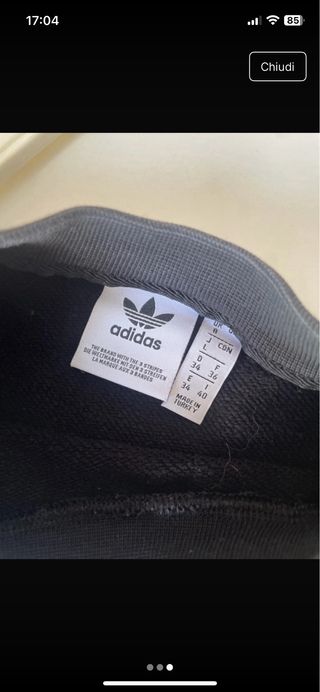 17:04
85
Chiudi
adidas
THE BRAND WITH THE 3 STRIPES
DIE WELTMARKE MIT DEN 3 STREIFEN
LA MARQUE AUX 3 BANDES
J CDN
L
D F
34 36
E I
34 40
MADE IN
TURKEY